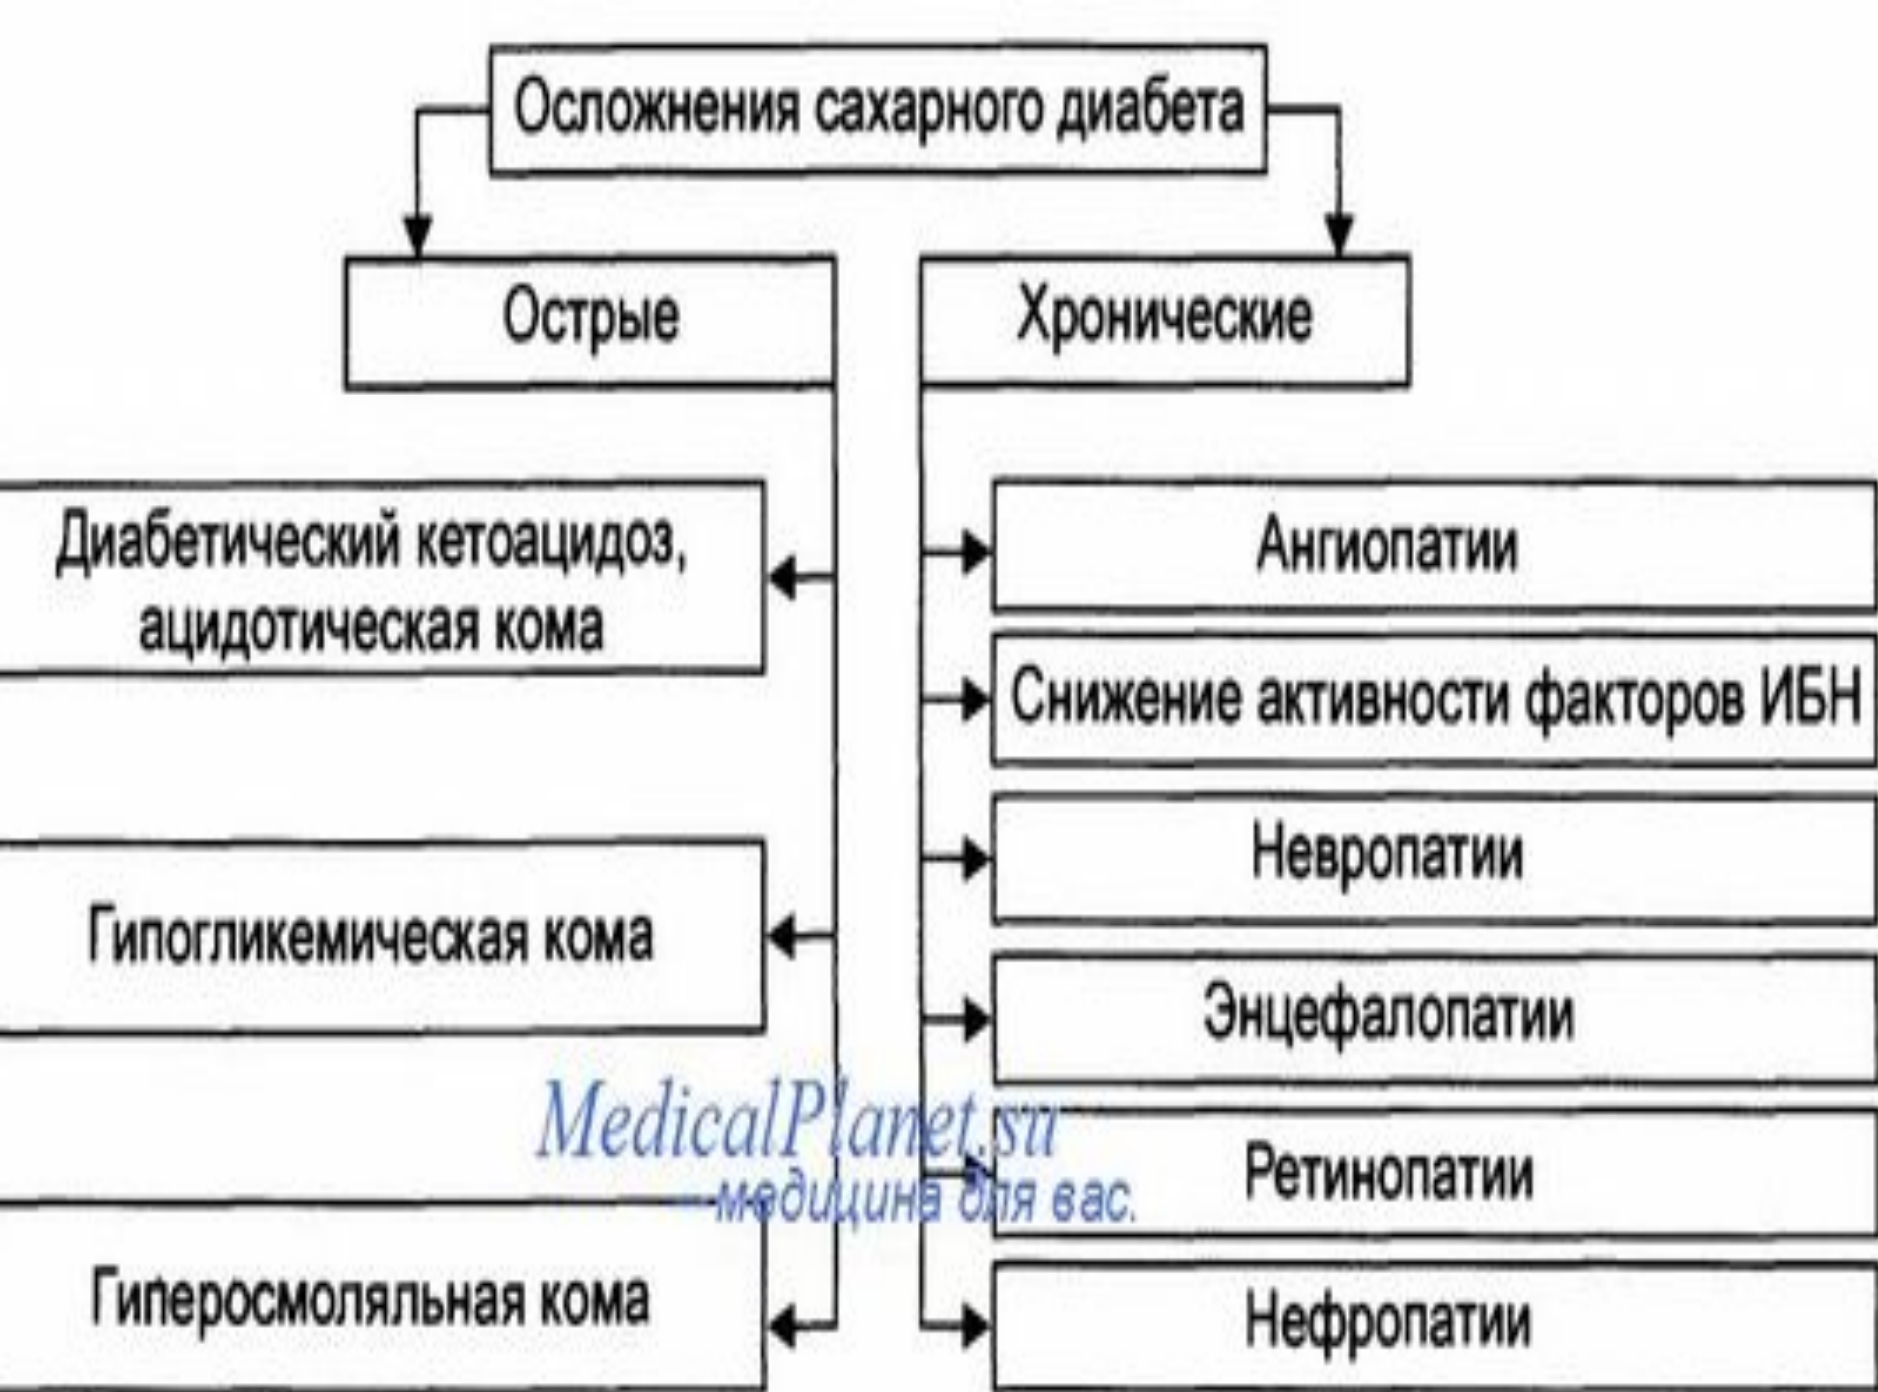 Осложнения сахарного диабета
Острые
Хронические
Диабетический кетоацидоз,
ацидотическая кома
Гипогликемическая кома
Гиперосмоляльная кома
Ангиопатии
Снижение активности факторов ИБН
Невропатии
Энцефалопатии
Ретинопатии
Нефропатии
MedicalPlanet.su
—медицина для вас.